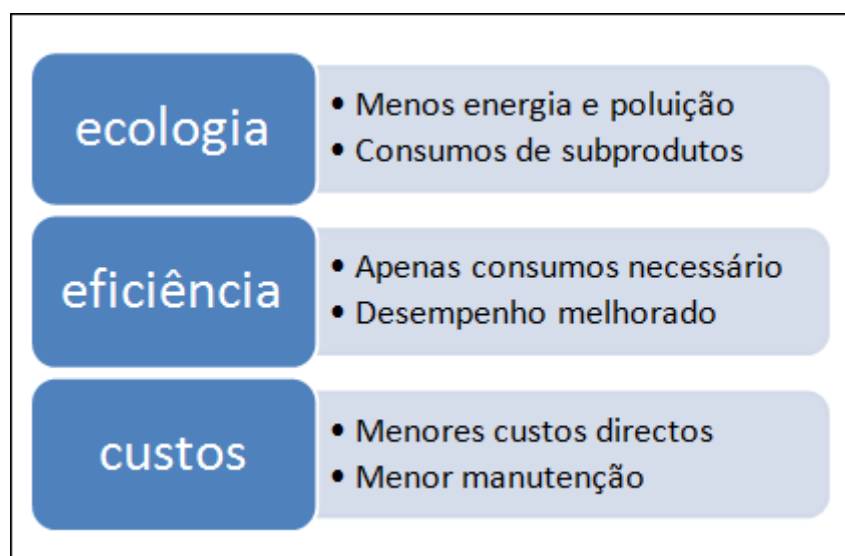 ecologia
• Menos energia e poluição
• Consumos de subprodutos
eficiência
• Apenas consumos necessário
• Desempenho melhorado
custos
• Menores custos directos
• Menor manutenção